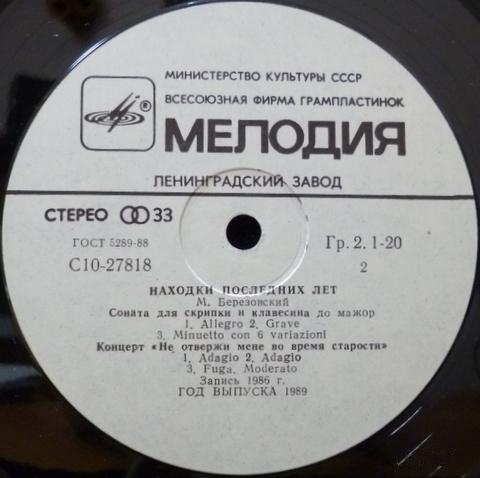 МИНИСТЕРСТВО КУЛЬТУРЫ СССР
ВСЕСОЮЗНАЯ ФИРМА ГРАМПЛАСТИНОК
®
МЕЛОДИЯ
ЛЕНИНГРАДСКИЙ ЗАВОД
СТЕРЕО 33
ГОСТ 5289-88
Гр. 2. 1-20
С10-27818
2
НАХОДКИ ПОСЛЕДНИХ ЛЕТ
М. Березовский
Соната для скрипки и клавесина до мажор
1. Allegro 2. Grave
3. Minuetto con 6 variazioni
Концерт «Не отвержи мене во время старости»
1. Adagio 2. Adagio
3. Fuga. Moderato
Запись 1986 г.
ГОД ВЫПУСКА 1989